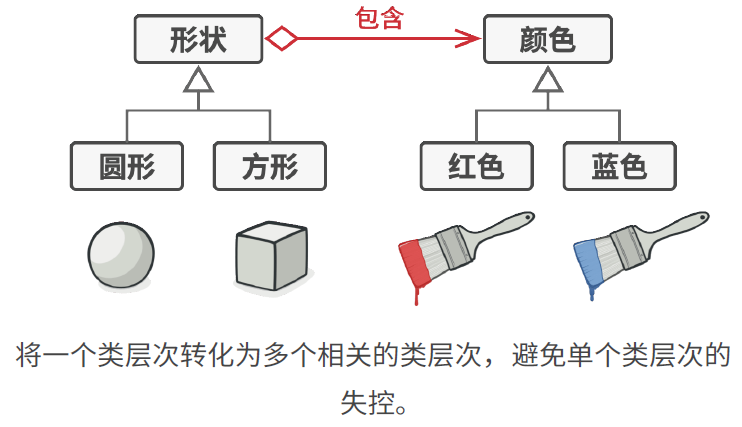 包含
形状
颜色
圆形
方形
红色
蓝色
将一个类层次转化为多个相关的类层次，避免单个类层次的
失控。